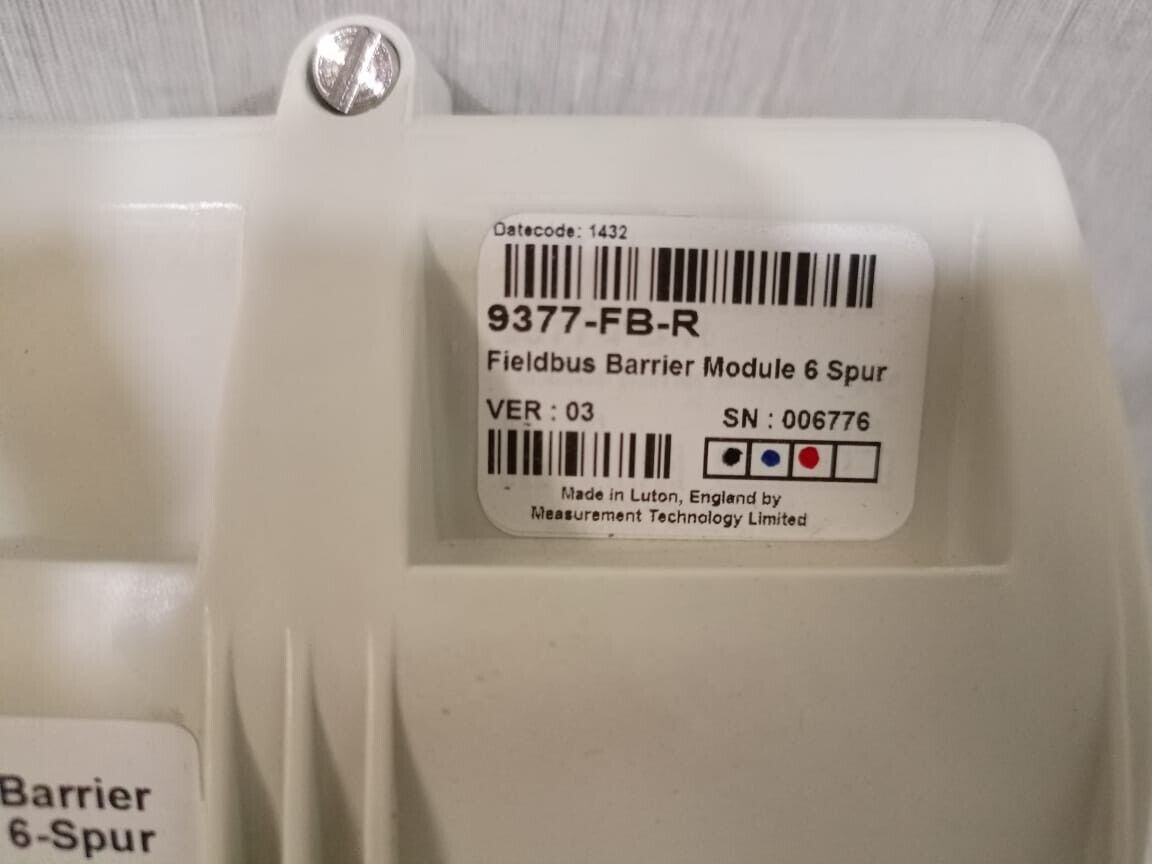 Datecode: 1432
9377-FB-R
Fieldbus Barrier Module 6 Spur
VER : 03
SN : 006776
Made in Luton, England by
Measurement Technology Limited
Barrier
6-Spur